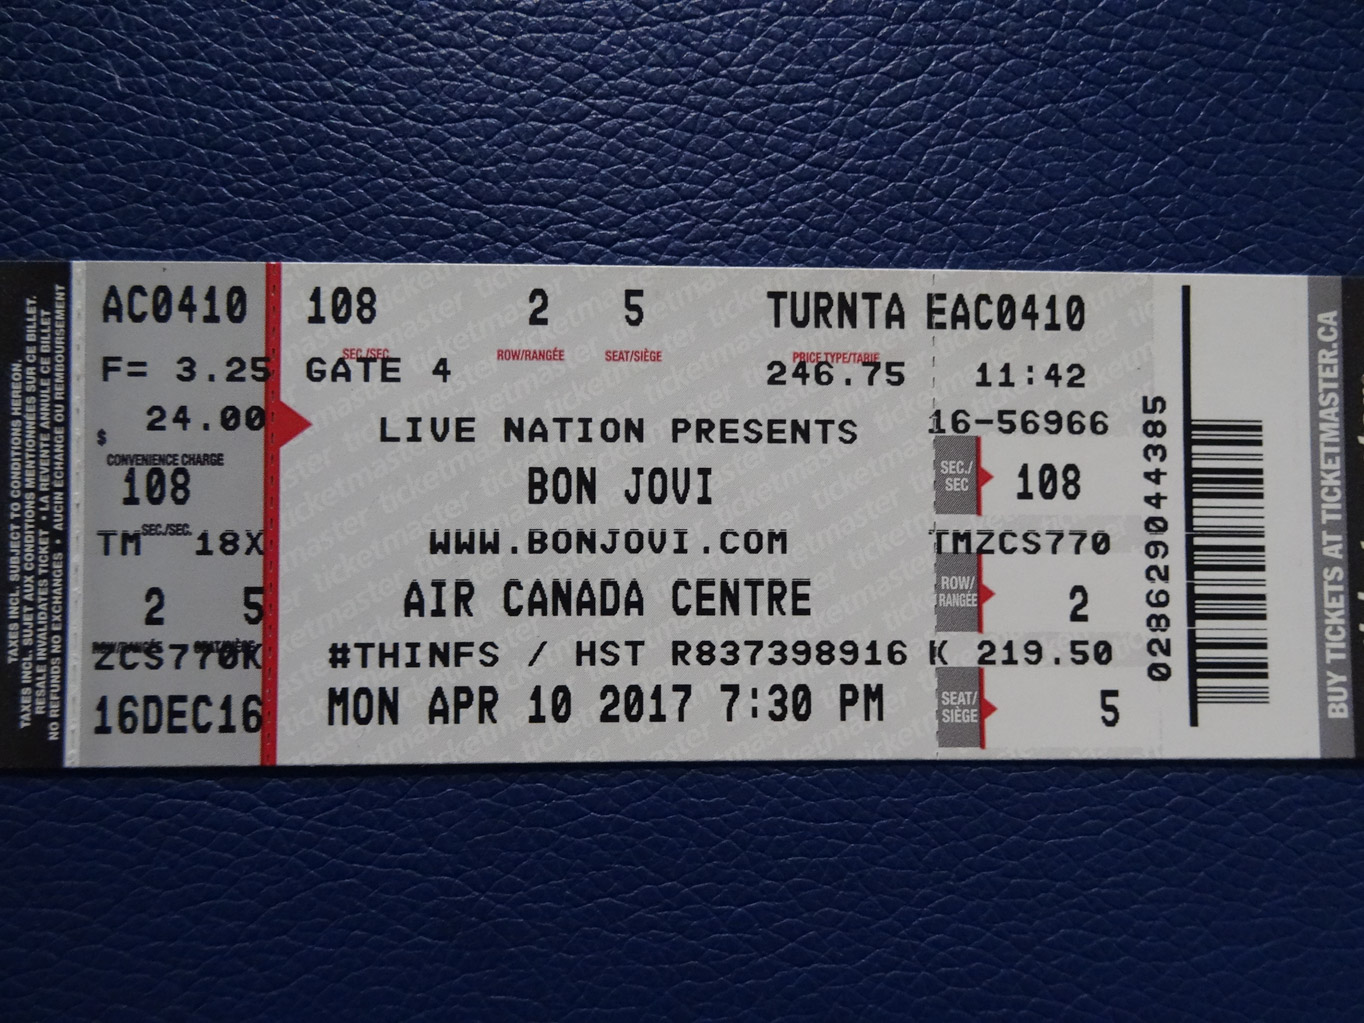 TAXES INCL. SUBJECT TO CONDITIONS HEREON.
TAXES INCL. SUJET AUX CONDITIONS MENTIONNÉES SUR CE BILLET.
RESALE INVALIDATES TICKET • LA REVENTE ANNULE CE BILLET
NO REFUNDS NO EXCHANGES • AUCUN ÉCHANGE OU REMBOURSEMENT
AC0410
F= 3.25
$ 24.00
CONVENIENCE CHARGE
108
SEC./SEC.
TM 18X
2 5
ZCS770K
16DEC16
108 2 5 TURNTA
SEC./SEC. ROW/RANGÉE SEAT/SIÈGE PRICE TYPE/TARIF
GATE 4 246.75
LIVE NATION PRESENTS
BON JOVI
WWW.BONJOVI.COM
AIR CANADA CENTRE
#THINFS / HST R837398916
MON APR 10 2017 7:30 PM
EAC0410
11:42
16-56966
SEC./
SEC
108
TMZCS770
ROW/
RANGÉE
2
K 219.50
SEAT/
SIÈGE
5
0286629044385
BUY TICKETS AT TICKETMASTER.CA